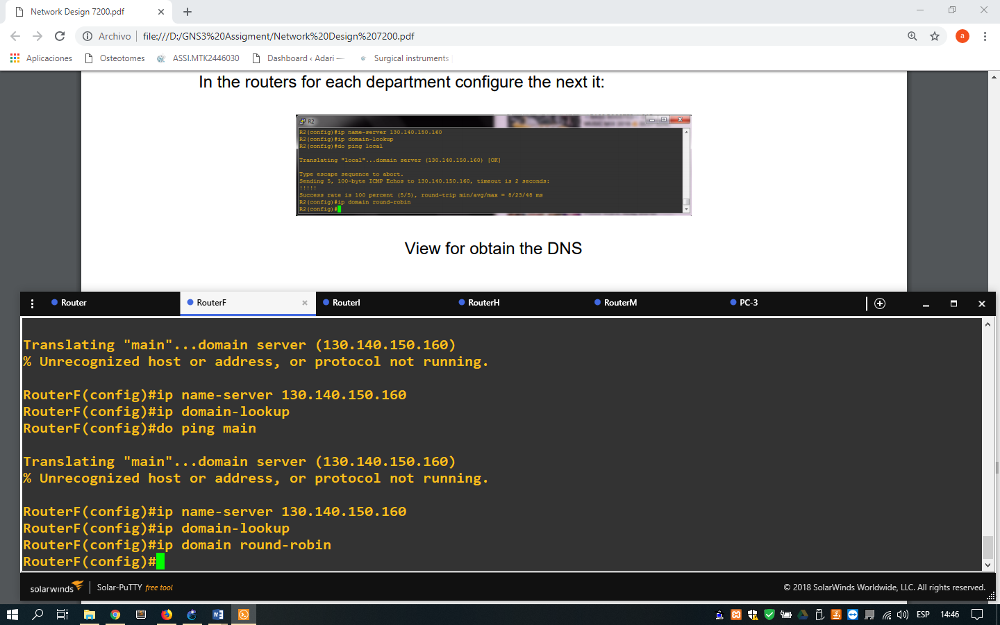 Network Design 7200.pdf
Archivo
file:///D:/GNS3%20Assigment/Network%20Design%207200.pdf
a
Aplicaciones
Osteotomes
ASSI.MTK2446030
Dashboard ‹ Adari —
Surgical instruments
In the routers for each department configure the next it:
R2
R2(config)#ip name-server 130.140.150.160
R2(config)#ip domain-lookup
R2(config)#do ping local
Translating "local"...domain server (130.140.150.160) [OK]
Type escape sequence to abort.
Sending 5, 100-byte ICMP Echos to 130.140.150.160, timeout is 2 seconds:
!!!!!
Success rate is 100 percent (5/5), round-trip min/avg/max = 8/23/48 ms
R2(config)#ip domain round-robin
R2(config)#
View for obtain the DNS
Router
RouterF
RouterI
RouterH
RouterM
PC-3
Translating "main"...domain server (130.140.150.160)
% Unrecognized host or address, or protocol not running.
RouterF(config)#ip name-server 130.140.150.160
RouterF(config)#ip domain-lookup
RouterF(config)#do ping main
Translating "main"...domain server (130.140.150.160)
% Unrecognized host or address, or protocol not running.
RouterF(config)#ip name-server 130.140.150.160
RouterF(config)#ip domain-lookup
RouterF(config)#ip domain round-robin
RouterF(config)#
solarwinds
Solar-PuTTY free tool
© 2018 SolarWinds Worldwide, LLC. All rights reserved.
ESP
14:46